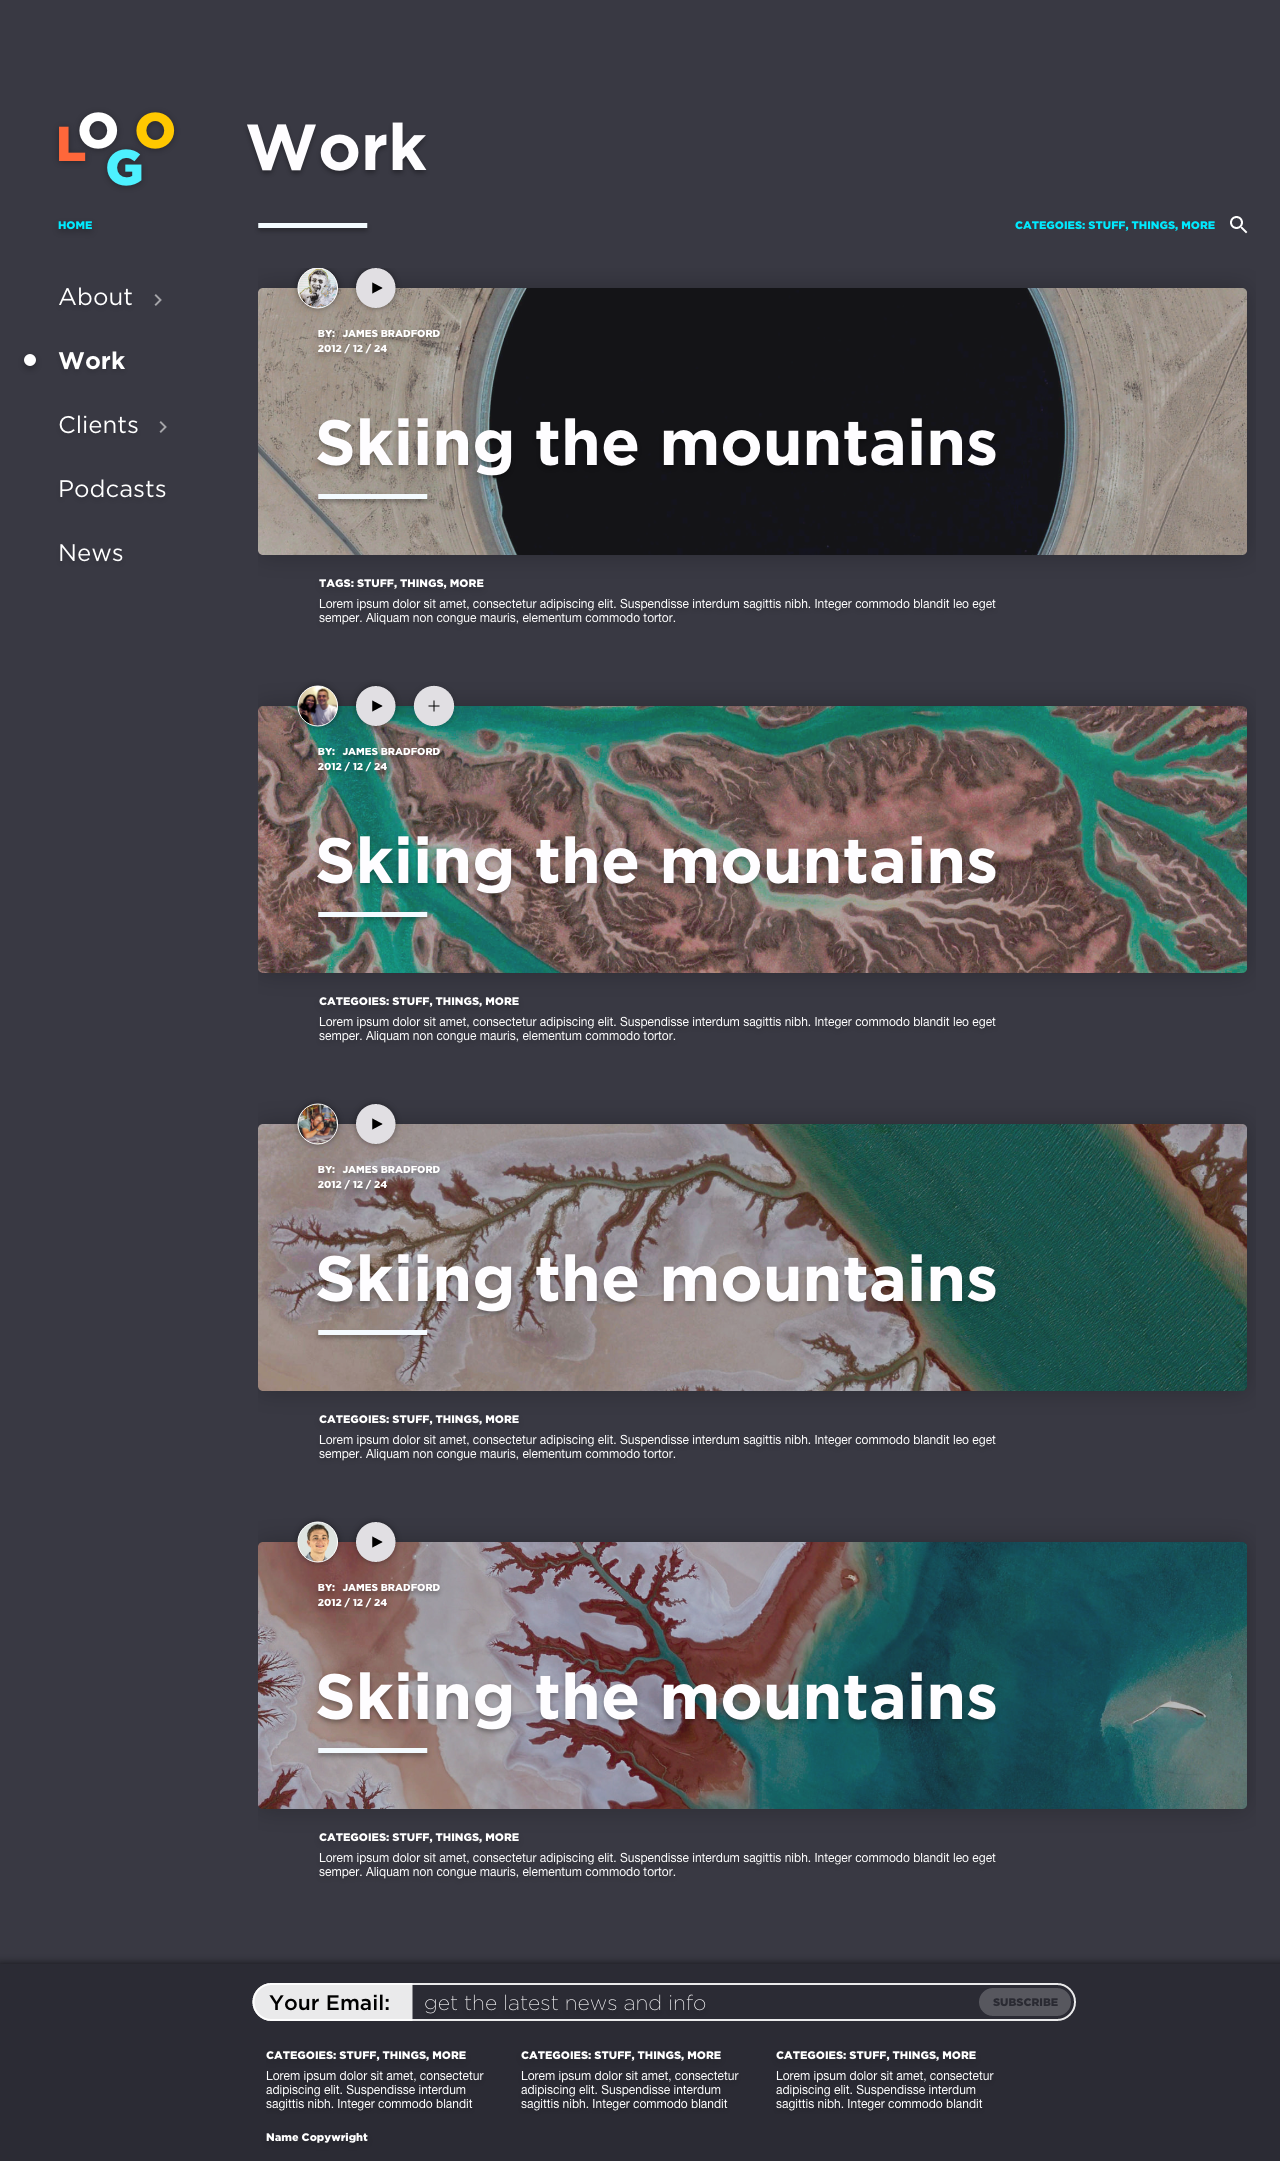 LOGO
Work
HOME
CATEGOIES: STUFF, THINGS, MORE
About
Work
Clients
Podcasts
News
BY: JAMES BRADFORD
2012 / 12 / 24
Skiing the mountains
TAGS: STUFF, THINGS, MORE
Lorem ipsum dolor sit amet, consectetur adipiscing elit. Suspendisse interdum sagittis nibh. Integer commodo blandit leo eget
semper. Aliquam non congue mauris, elementum commodo tortor.
BY: JAMES BRADFORD
2012 / 12 / 24
Skiing the mountains
CATEGOIES: STUFF, THINGS, MORE
Lorem ipsum dolor sit amet, consectetur adipiscing elit. Suspendisse interdum sagittis nibh. Integer commodo blandit leo eget
semper. Aliquam non congue mauris, elementum commodo tortor.
BY: JAMES BRADFORD
2012 / 12 / 24
Skiing the mountains
CATEGOIES: STUFF, THINGS, MORE
Lorem ipsum dolor sit amet, consectetur adipiscing elit. Suspendisse interdum sagittis nibh. Integer commodo blandit leo eget
semper. Aliquam non congue mauris, elementum commodo tortor.
BY: JAMES BRADFORD
2012 / 12 / 24
Skiing the mountains
CATEGOIES: STUFF, THINGS, MORE
Lorem ipsum dolor sit amet, consectetur adipiscing elit. Suspendisse interdum sagittis nibh. Integer commodo blandit leo eget
semper. Aliquam non congue mauris, elementum commodo tortor.
Your Email: get the latest news and info SUBSCRIBE
CATEGOIES: STUFF, THINGS, MORE
Lorem ipsum dolor sit amet, consectetur
adipiscing elit. Suspendisse interdum
sagittis nibh. Integer commodo blandit
CATEGOIES: STUFF, THINGS, MORE
Lorem ipsum dolor sit amet, consectetur
adipiscing elit. Suspendisse interdum
sagittis nibh. Integer commodo blandit
CATEGOIES: STUFF, THINGS, MORE
Lorem ipsum dolor sit amet, consectetur
adipiscing elit. Suspendisse interdum
sagittis nibh. Integer commodo blandit
Name Copywright